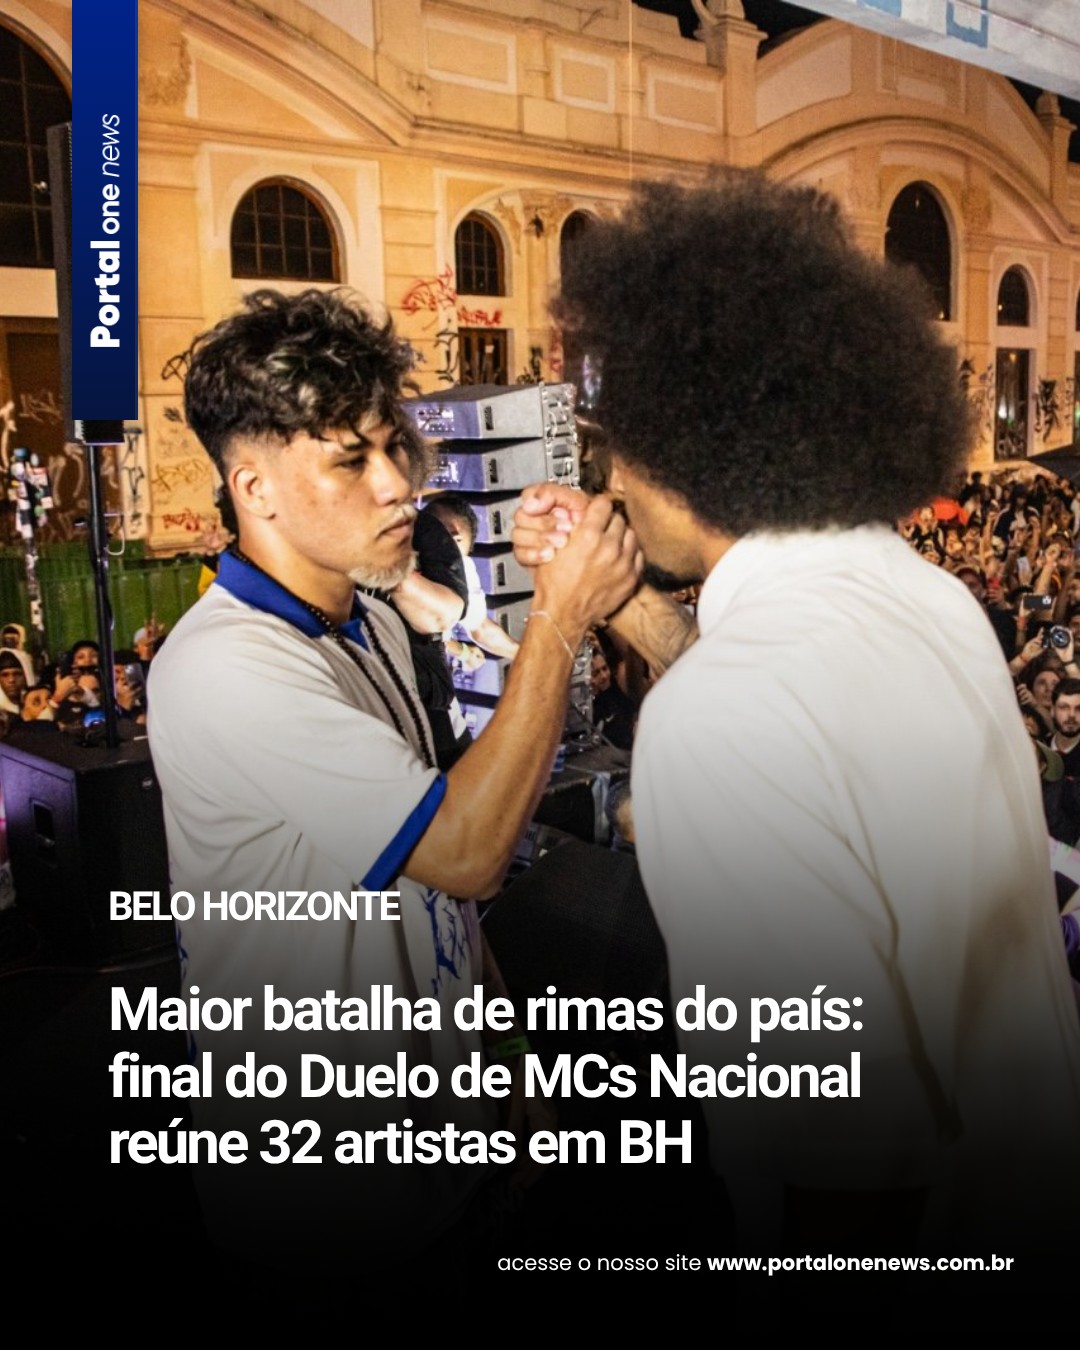 Portal one news
BELO HORIZONTE
Maior batalha de rimas do país:
final do Duelo de MCs Nacional
reúne 32 artistas em BH
acesse o nosso site www.portalonenews.com.br